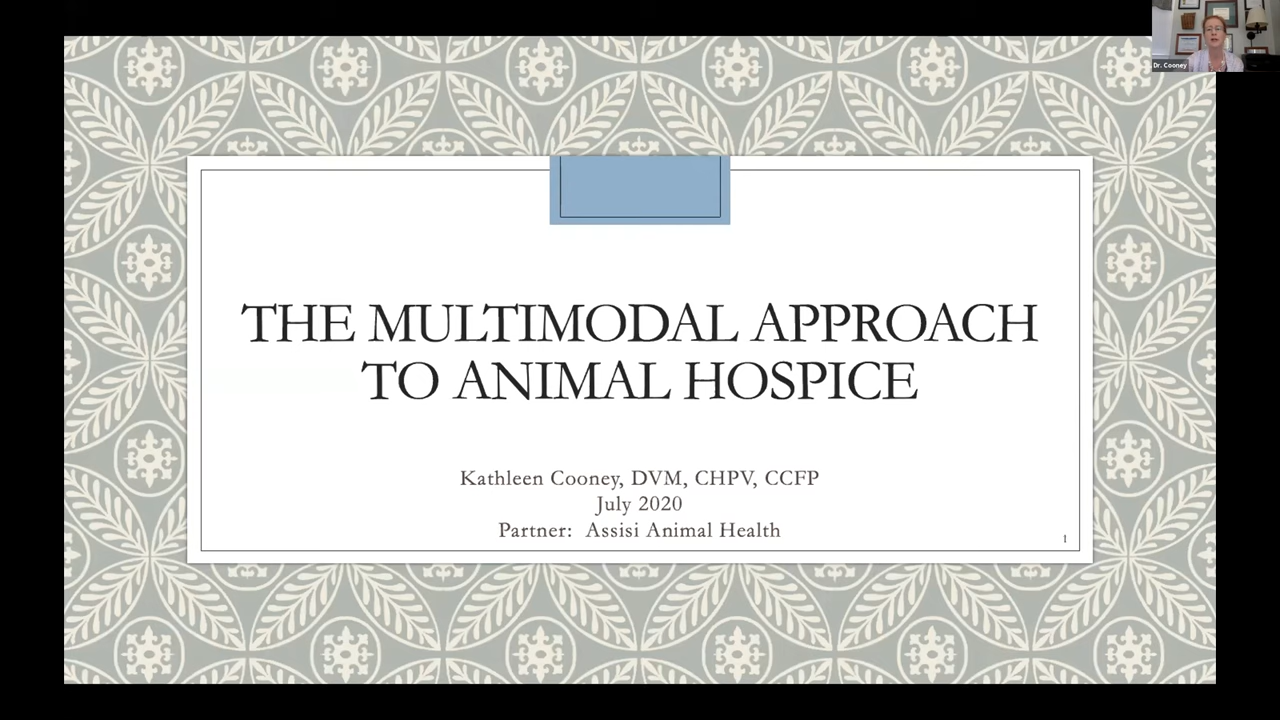 Dr. Cooney
THE MULTIMODAL APPROACH
TO ANIMAL HOSPICE
Kathleen Cooney, DVM, CHPV, CCFP
July 2020
Partner: Assisi Animal Health
1